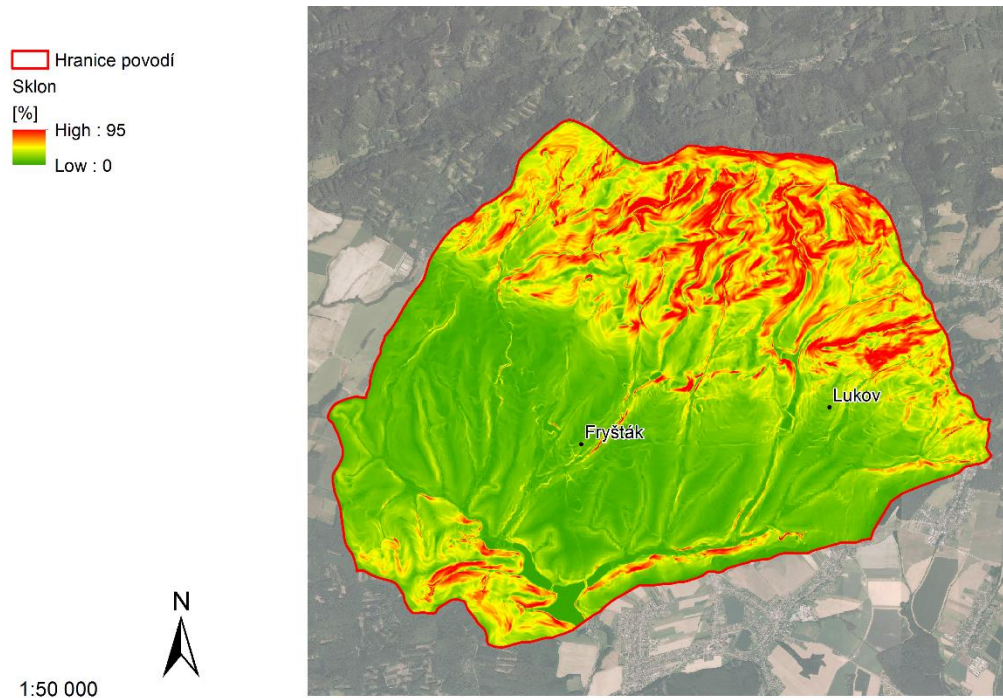 Hranice povodí
Sklon
[%]
High : 95
Low : 0
Lukov
Fryšták
N
1:50 000